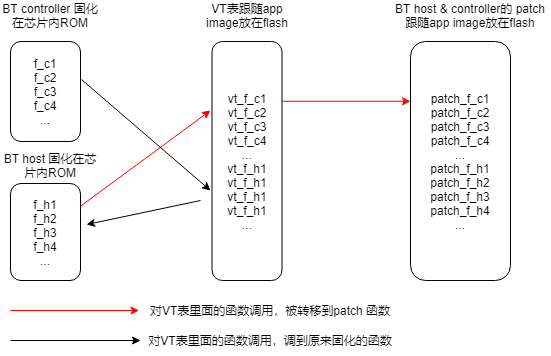 BT controller 固化
在芯片内ROM
f_c1
f_c2
f_c3
f_c4
...
BT host 固化在芯
片内ROM
f_h1
f_h2
f_h3
f_h4
...
VT表跟随app
image放在flash
vt_f_c1
vt_f_c2
vt_f_c3
vt_f_c4
...
vt_f_h1
vt_f_h1
vt_f_h1
vt_f_h1
...
BT host & controller的 patch
跟随app image放在flash
patch_f_c1
patch_f_c2
patch_f_c3
patch_f_c4
...
patch_f_h1
patch_f_h2
patch_f_h3
patch_f_h4
...
对VT表里面的函数调用，被转移到patch 函数
对VT表里面的函数调用，调到原来固化的函数